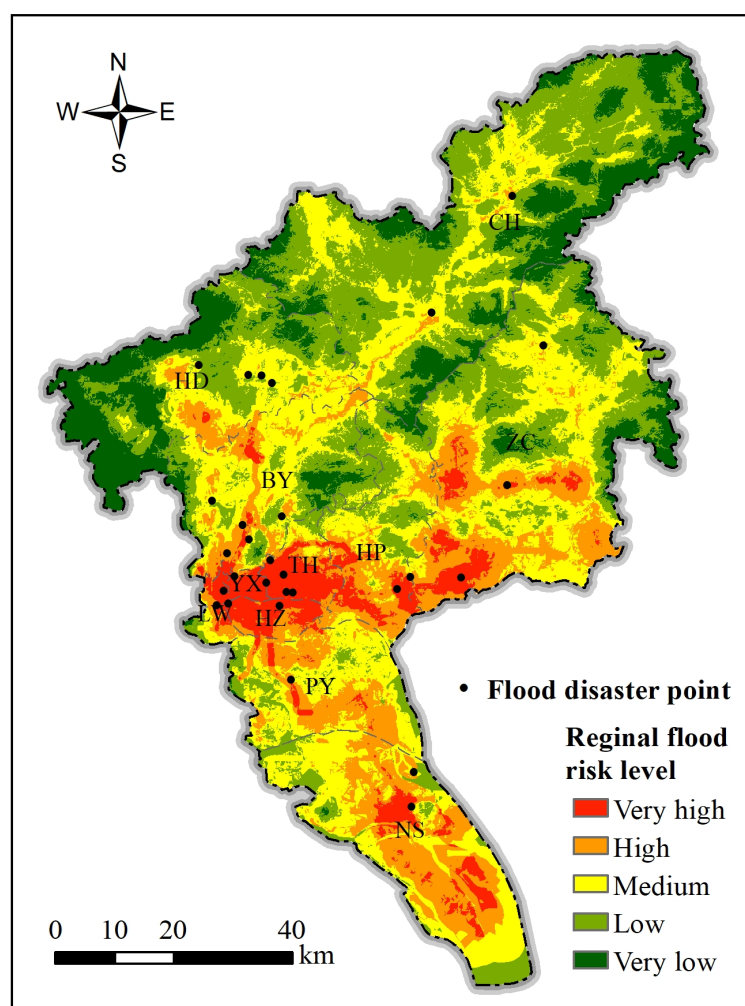 N
W E
S
CH
HD
ZC
BY
HP
TH
YX
LW
HZ
PY
NS
Flood disaster point
Reginal flood
risk level
Very high
High
Medium
Low
Very low
0 10 20 40
km